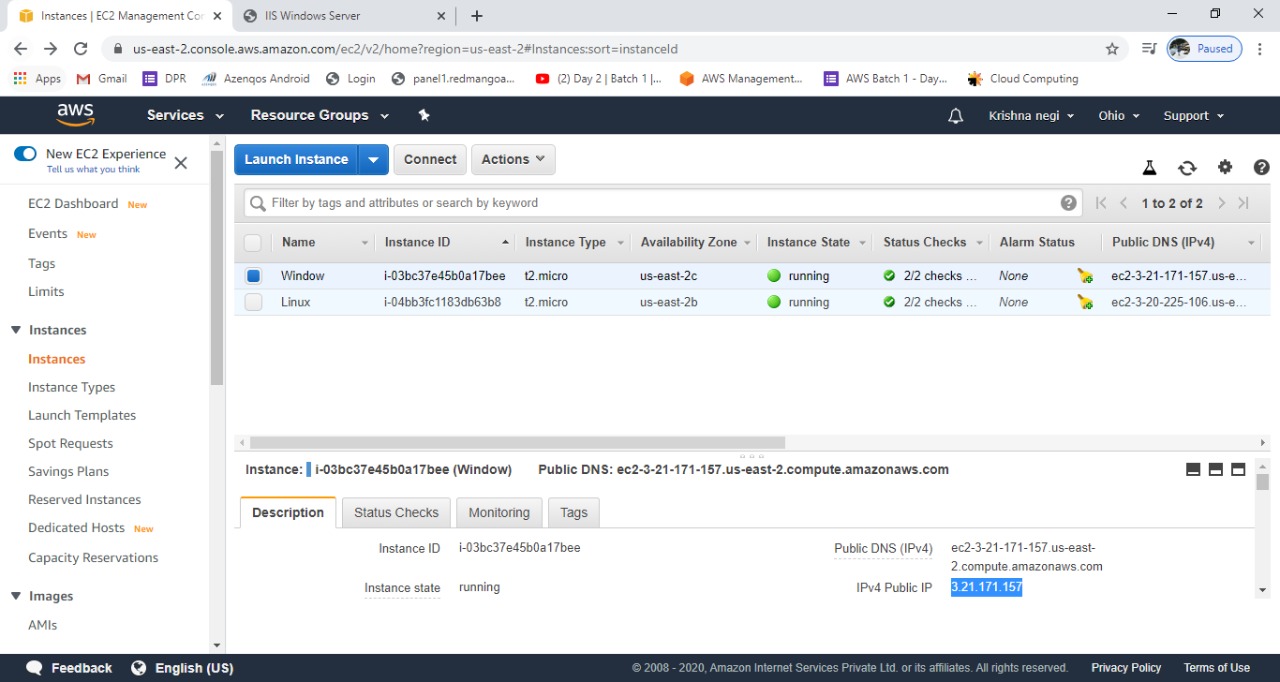 Instances | EC2 Management Con
IIS Windows Server
us-east-2.console.aws.amazon.com/ec2/v2/home?region=us-east-2#Instances:sort=instanceId
Paused
Apps
Gmail
DPR
Azenqos Android
Login
panel1.redmangoa...
(2) Day 2 | Batch 1 |...
AWS Management...
AWS Batch 1 - Day...
Cloud Computing
aws
Services
Resource Groups
Krishna negi
Ohio
Support
New EC2 Experience
Tell us what you think
EC2 Dashboard New
Events New
Tags
Limits
Instances
Instances
Instance Types
Launch Templates
Spot Requests
Savings Plans
Reserved Instances
Dedicated Hosts New
Capacity Reservations
Images
AMIs
Launch Instance
Connect
Actions
Filter by tags and attributes or search by keyword
1 to 2 of 2
Name Instance ID Instance Type Availability Zone Instance State Status Checks Alarm Status Public DNS (IPv4)
Window i-03bc37e45b0a17bee t2.micro us-east-2c running 2/2 checks ... None ec2-3-21-171-157.us-e...
Linux i-04bb3fc1183db63b8 t2.micro us-east-2b running 2/2 checks ... None ec2-3-20-225-106.us-e...
Instance: i-03bc37e45b0a17bee (Window) Public DNS: ec2-3-21-171-157.us-east-2.compute.amazonaws.com
Description
Status Checks
Monitoring
Tags
Instance ID i-03bc37e45b0a17bee
Instance state running
Public DNS (IPv4) ec2-3-21-171-157.us-east-
2.compute.amazonaws.com
IPv4 Public IP 3.21.171.157
Feedback
English (US)
© 2008 - 2020, Amazon Internet Services Private Ltd. or its affiliates. All rights reserved.
Privacy Policy
Terms of Use